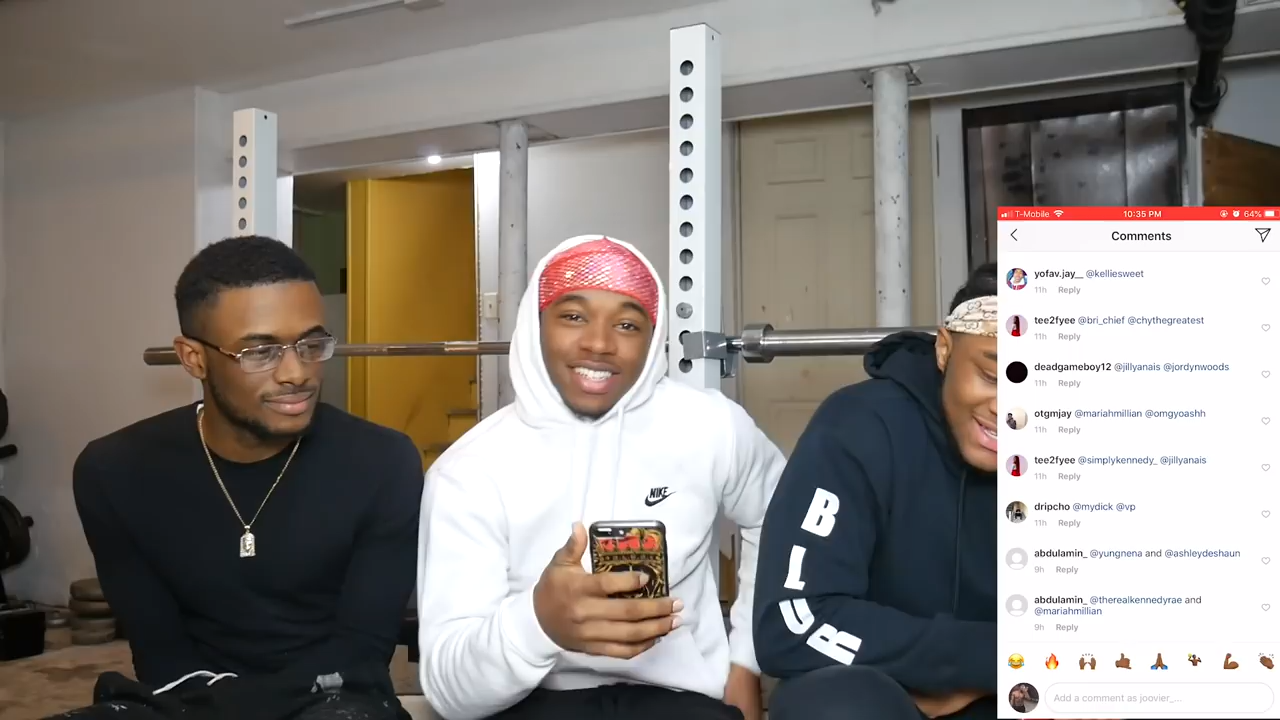 T-Mobile 10:35 PM 64%
Comments
yofav.jay__ @kelliesweet
11h Reply
tee2fyee @bri_chief @chythegreatest
11h Reply
deadgameboy12 @jillyanais @jordynwoods
11h Reply
otgmjay @mariahmillian @omgyoashh
11h Reply
tee2fyee @simplykennedy_ @jillyanais
11h Reply
dripcho @mydick @vp
11h Reply
abdulamin_ @yungnena and @ashleydeshaun
9h Reply
abdulamin_ @therealkennedyrae and
@mariahmillian
9h Reply
Add a comment as joovier_...
NIKE
BLUR